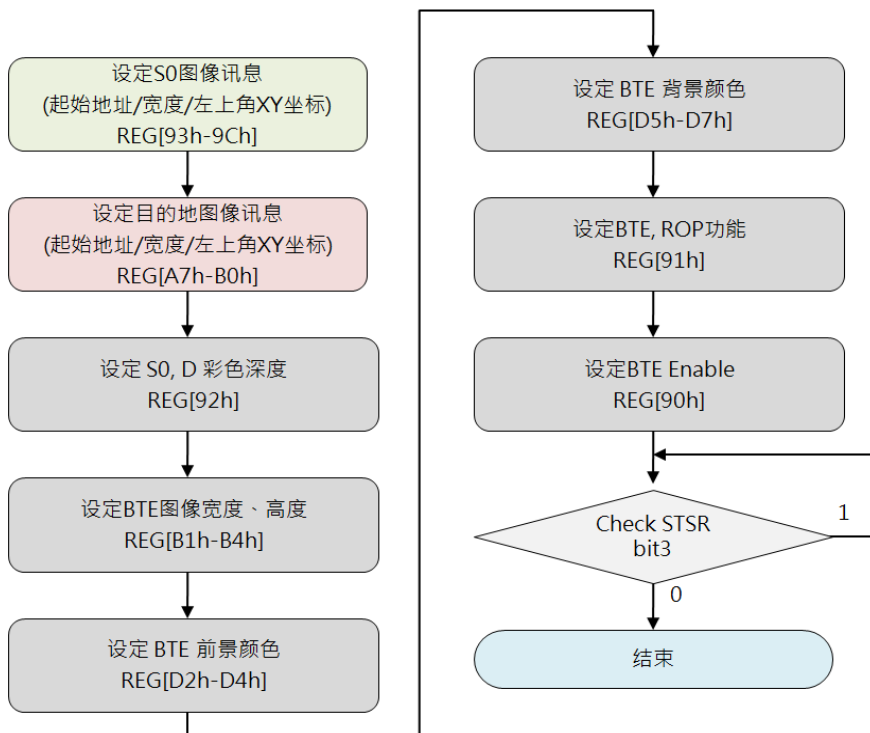 设定S0图像讯息
(起始地址/宽度/左上角XY坐标)
REG[93h-9Ch]
设定目的地图像讯息
(起始地址/宽度/左上角XY坐标)
REG[A7h-B0h]
设定 S0, D 彩色深度
REG[92h]
设定BTE图像宽度、高度
REG[B1h-B4h]
设定 BTE 前景颜色
REG[D2h-D4h]
设定 BTE 背景颜色
REG[D5h-D7h]
设定BTE, ROP功能
REG[91h]
设定BTE Enable
REG[90h]
Check STSR
bit3
1
0
结束